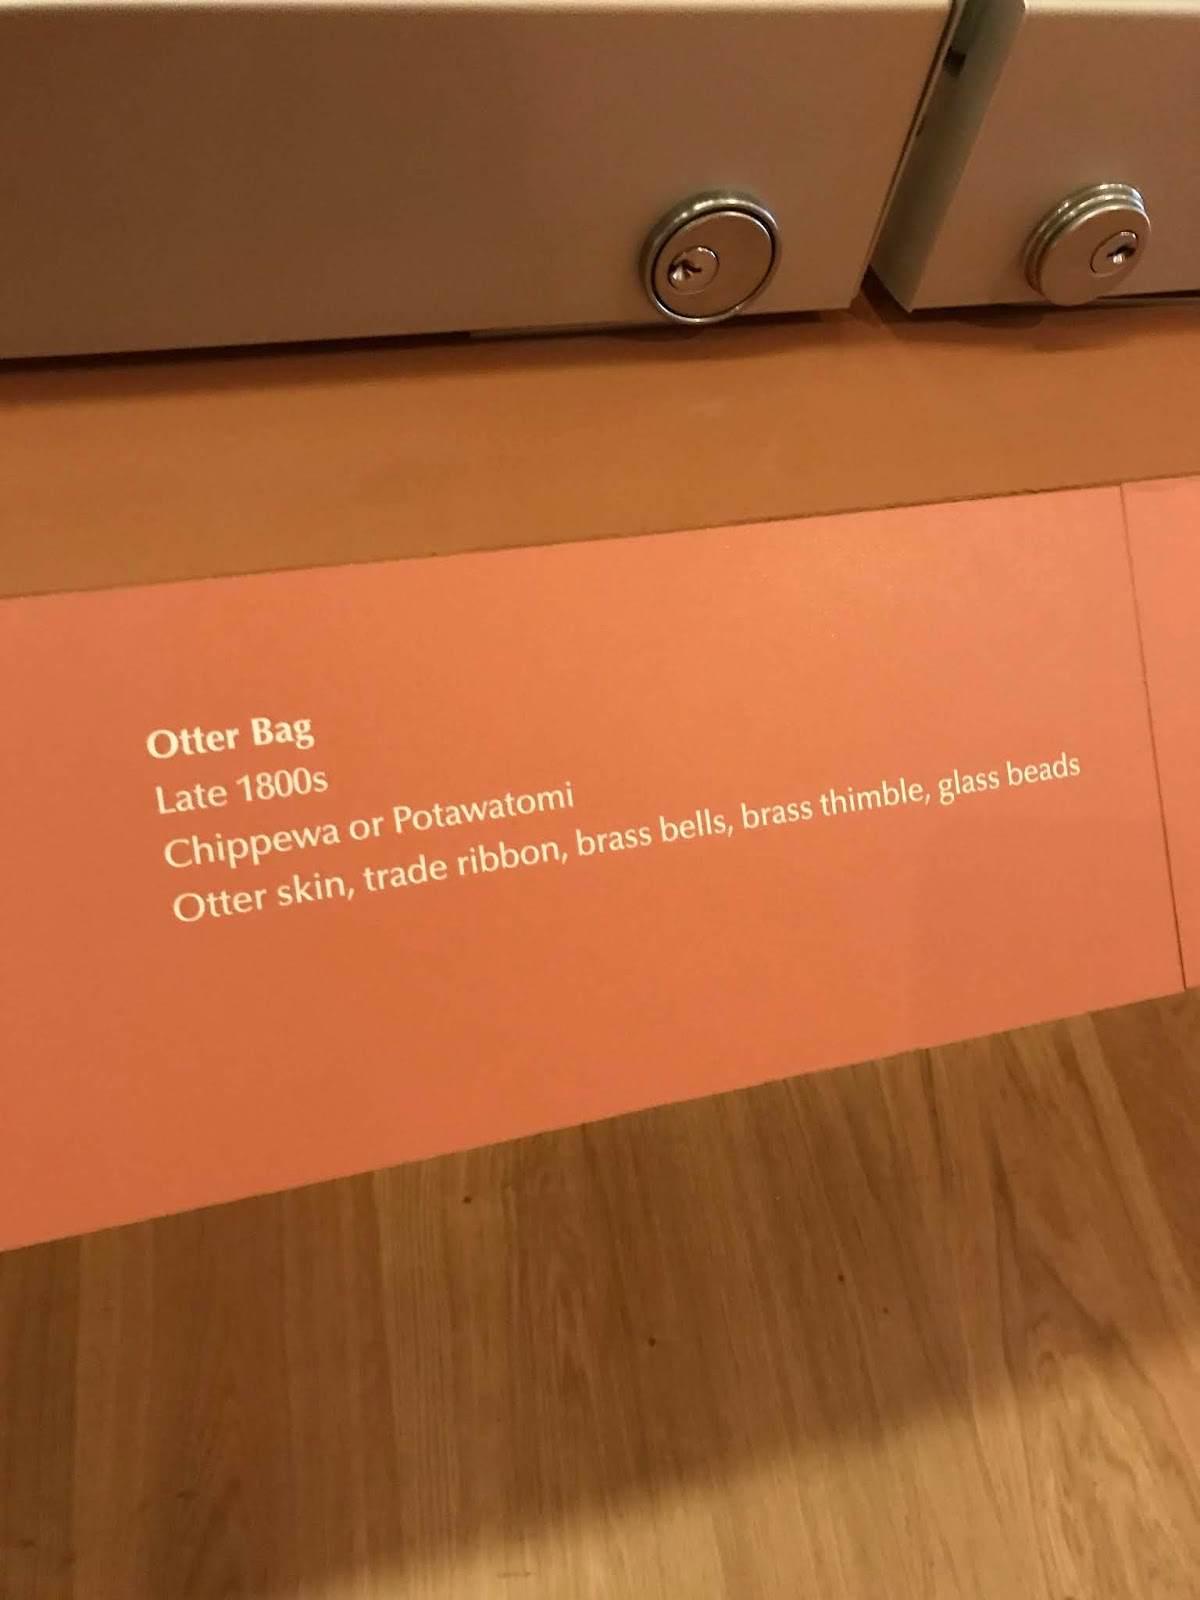 Otter Bag
Late 1800s
Chippewa or Potawatomi
Otter skin, trade ribbon, brass bells, brass thimble, glass beads